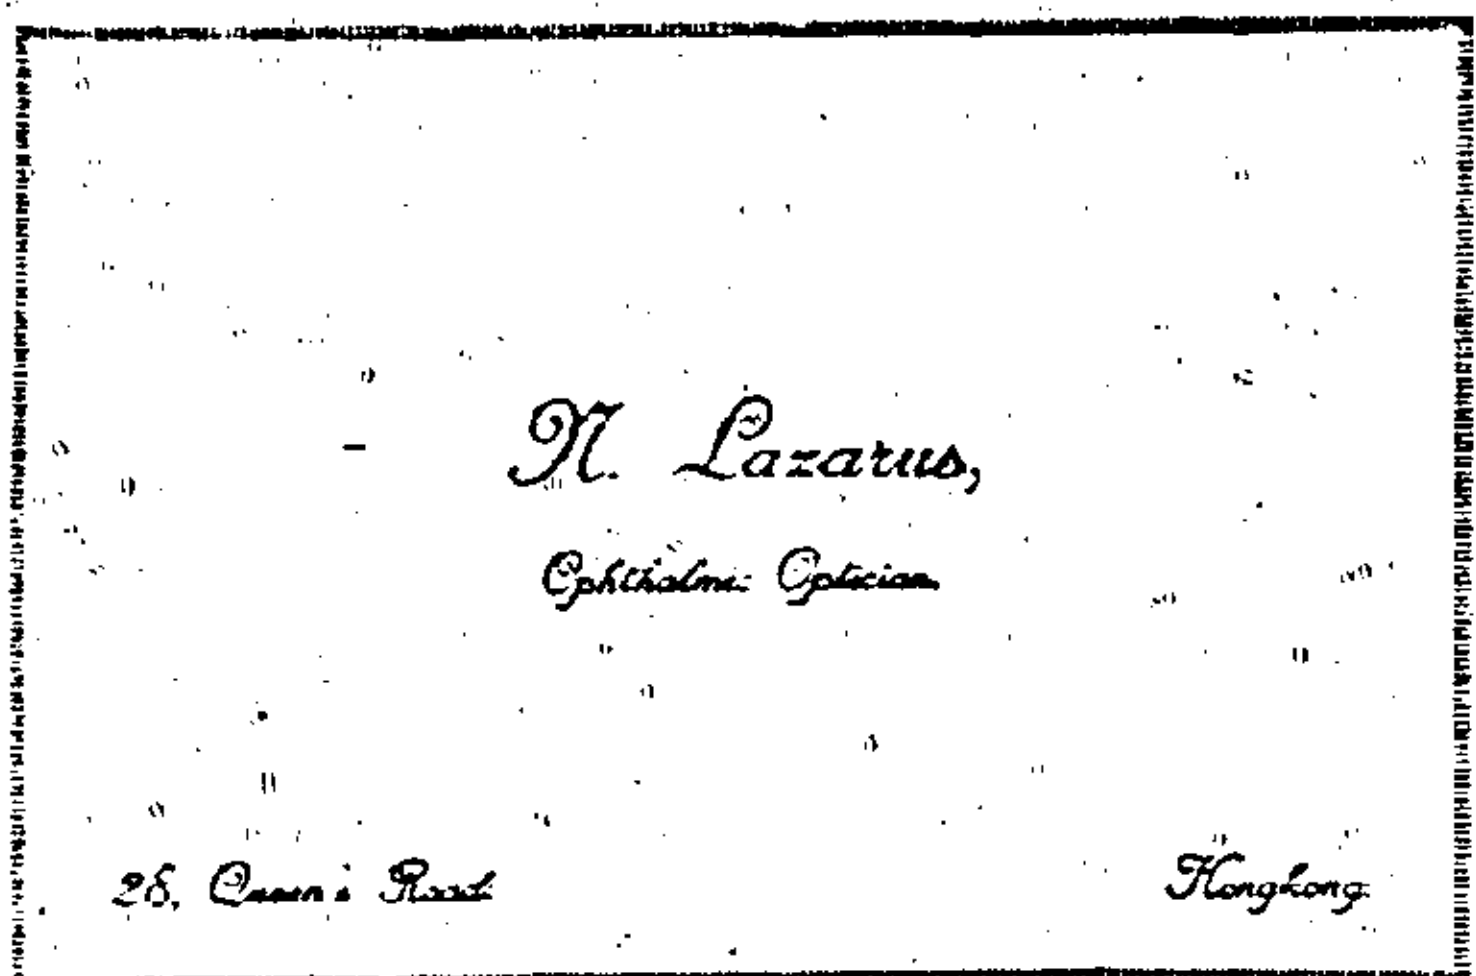 N. Lazarus,
Ophthalmic Optician
28, Queen's Road
Hongkong.